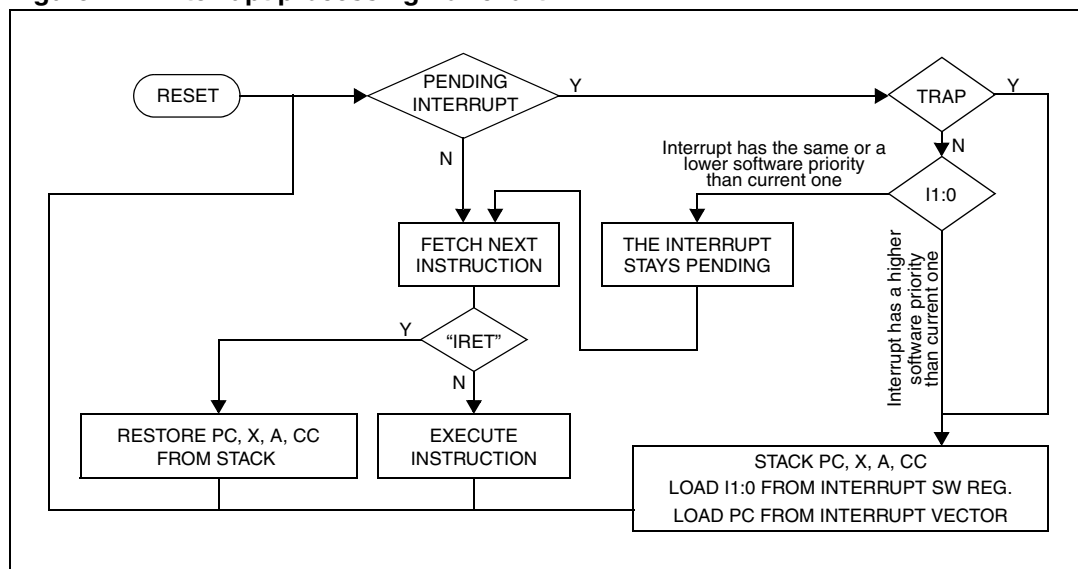 RESET
PENDING
INTERRUPT
Y
TRAP
Y
N
N
Interrupt has the same or a
lower software priority
than current one
I1:0
FETCH NEXT
INSTRUCTION
THE INTERRUPT
STAYS PENDING
Interrupt has a higher
software priority
than current one
Y
“IRET”
N
RESTORE PC, X, A, CC
FROM STACK
EXECUTE
INSTRUCTION
STACK PC, X, A, CC
LOAD I1:0 FROM INTERRUPT SW REG.
LOAD PC FROM INTERRUPT VECTOR